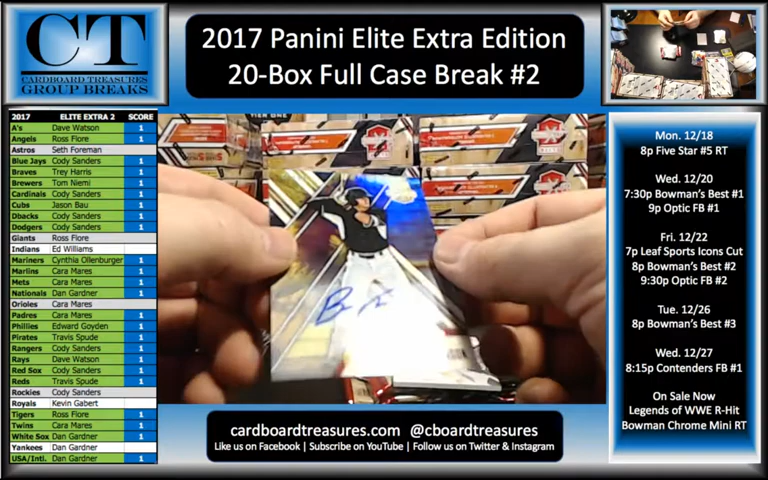 CT
CARDBOARD TREASURES
GROUP BREAKS
2017 Panini Elite Extra Edition
20-Box Full Case Break #2
2017 ELITE EXTRA 2 SCORE
A's Dave Watson 1
Angels Ross Flore 1
Astros Seth Foreman
Blue Jays Cody Sanders 1
Braves Trey Harris 1
Brewers Tom Niemi 1
Cardinals Cody Sanders 1
Cubs Jason Bau 1
Dbacks Cody Sanders 1
Dodgers Cody Sanders 1
Giants Ross Flore
Indians Ed Williams
Mariners Cynthia Ollenburger 1
Marlins Cara Mares 1
Mets Cara Mares 1
Nationals Dan Gardner 1
Orioles Cara Mares
Padres Cara Mares 1
Phillies Edward Goyden 1
Pirates Travis Spude 1
Rangers Cody Sanders 1
Rays Dave Watson 1
Red Sox Cody Sanders 1
Reds Travis Spude 1
Rockies Cody Sanders
Royals Kevin Gabert
Tigers Ross Flore 1
Twins Cara Mares 1
White Sox Dan Gardner 1
Yankees Dan Gardner
USA/Intl. Dan Gardner 1
TIER ONE
Mon. 12/18
8p Five Star #5 RT
Wed. 12/20
7:30p Bowman's Best #1
9p Optic FB #1
Fri. 12/22
7p Leaf Sports Icons Cut
8p Bowman's Best #2
9:30p Optic FB #2
Tue. 12/26
8p Bowman's Best #3
Wed. 12/27
8:15p Contenders FB #1
On Sale Now
Legends of WWE R-Hit
Bowman Chrome Mini RT
cardboardtreasures.com @cboardtreasures
Like us on Facebook | Subscribe on YouTube | Follow us on Twitter & Instagram